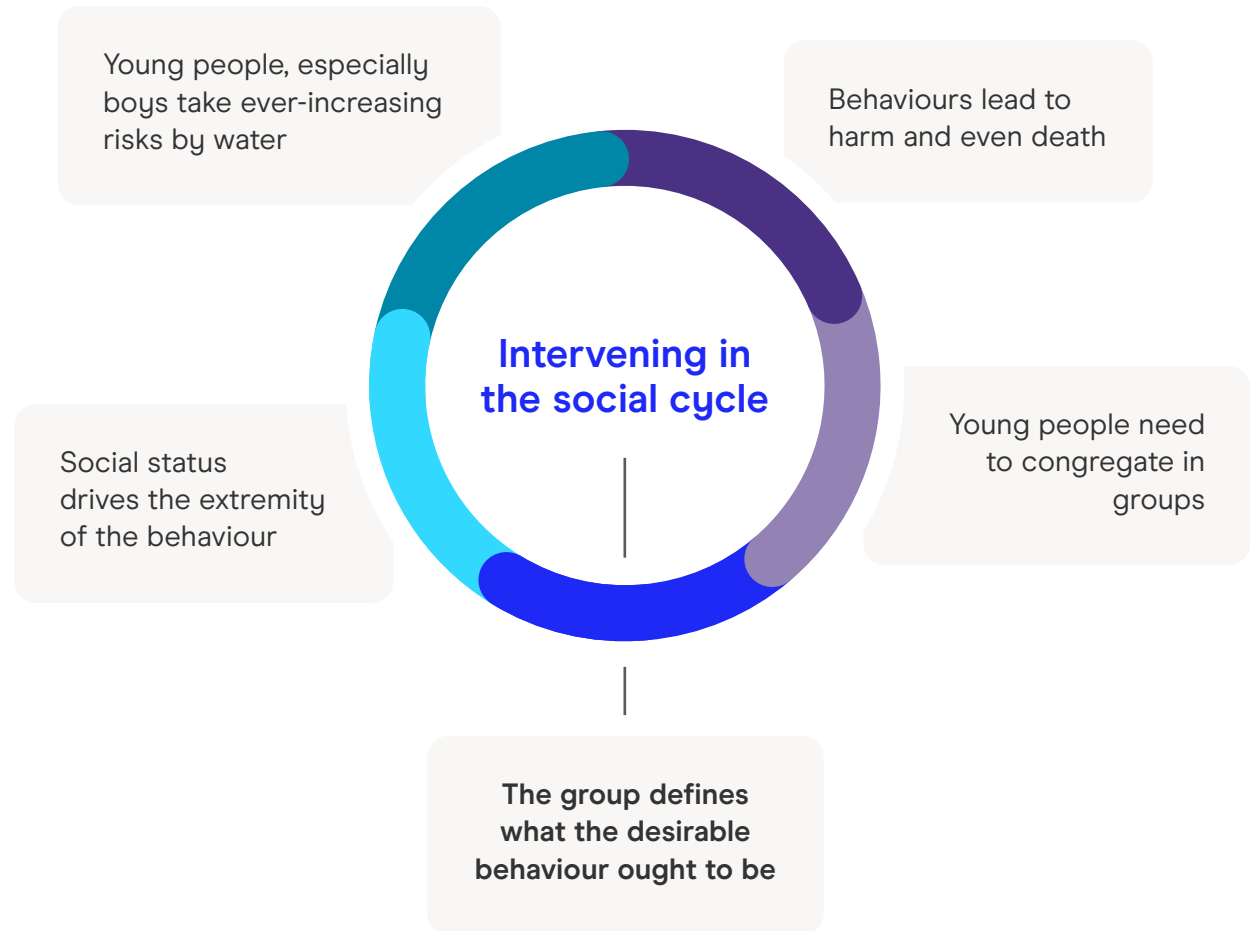 Young people, especially
boys take ever-increasing
risks by water
Behaviours lead to
harm and even death
Intervening in
the social cycle
Young people need
to congregate in
groups
Social status
drives the extremity
of the behaviour
The group defines
what the desirable
behaviour ought to be